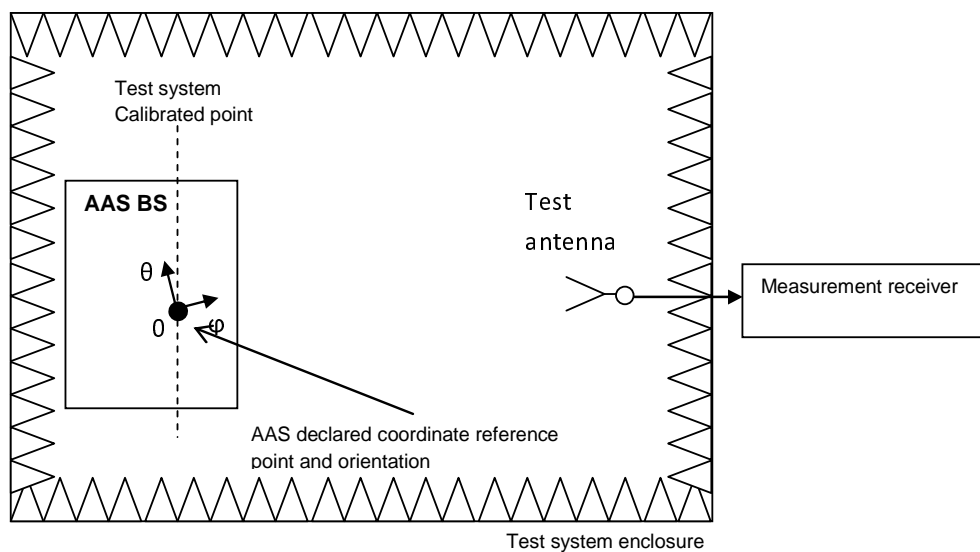 Test system
Calibrated point
AAS BS
Test
antenna
θ
0
φ
Measurement receiver
AAS declared coordinate reference
point and orientation
Test system enclosure